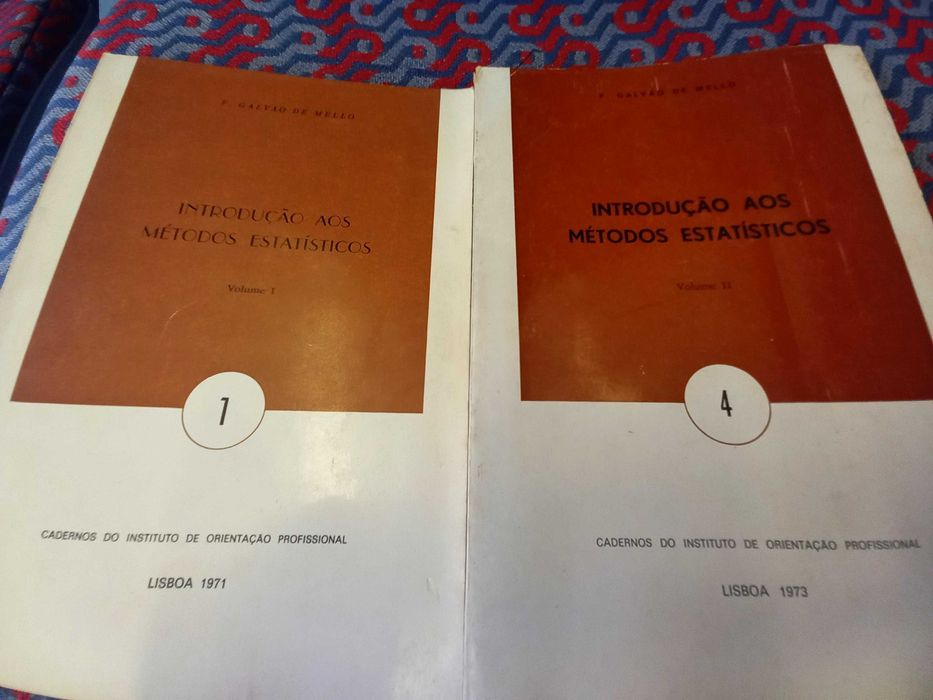 F. GALVÃO DE MELLO
INTRODUÇÃO AOS
MÉTODOS ESTATÍSTICOS
Volume I
1
CADERNOS DO INSTITUTO DE ORIENTAÇÃO PROFISSIONAL
LISBOA 1971
F. GALVÃO DE MELLO
INTRODUÇÃO AOS
MÉTODOS ESTATÍSTICOS
Volume II
4
CADERNOS DO INSTITUTO DE ORIENTAÇÃO PROFISSIONAL
LISBOA 1973